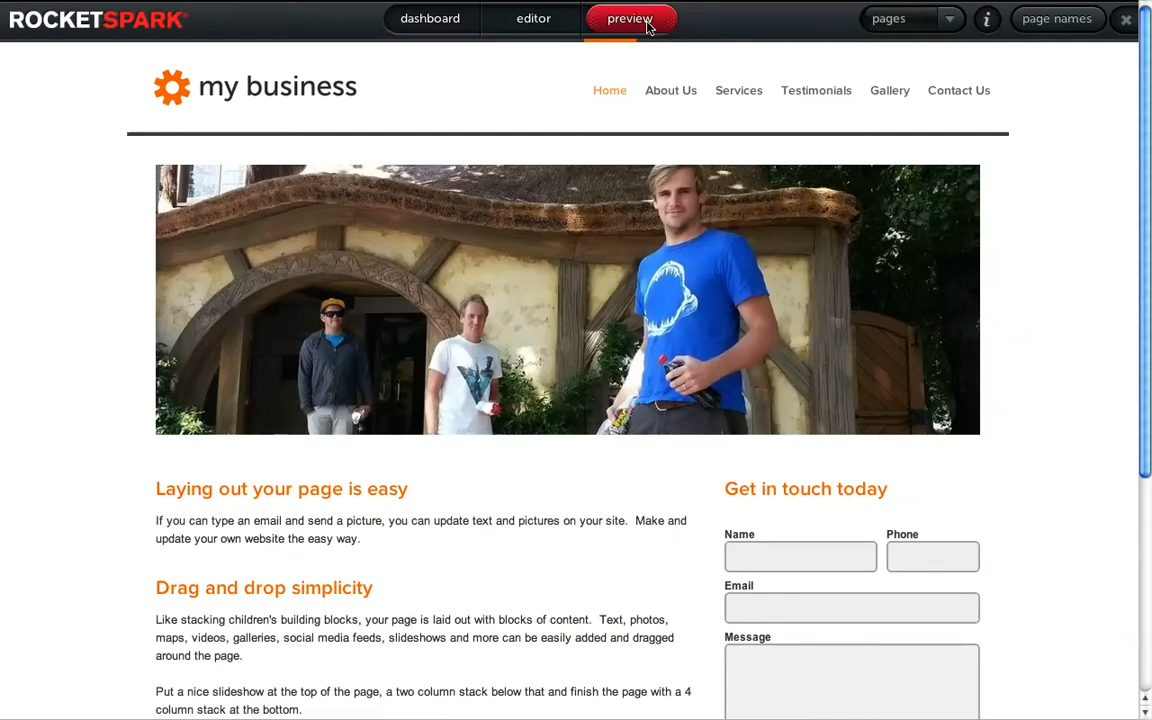 ROCKETSPARK
dashboard
editor
preview
pages
i
page names
my business
Home
About Us
Services
Testimonials
Gallery
Contact Us
Laying out your page is easy
If you can type an email and send a picture, you can update text and pictures on your site. Make and
update your own website the easy way.
Drag and drop simplicity
Like stacking children's building blocks, your page is laid out with blocks of content. Text, photos,
maps, videos, galleries, social media feeds, slideshows and more can be easily added and dragged
around the page.
Put a nice slideshow at the top of the page, a two column stack below that and finish the page with a 4
column stack at the bottom.
Get in touch today
Name
Phone
Email
Message